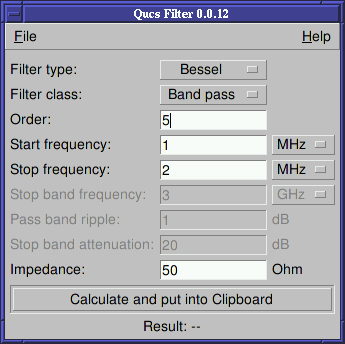 Qucs Filter 0.0.12
File Help
Filter type: Bessel
Filter class: Band pass
Order: 5
Start frequency: 1 MHz
Stop frequency: 2 MHz
Stop band frequency: 3 GHz
Pass band ripple: 1 dB
Stop band attenuation: 20 dB
Impedance: 50 Ohm
Calculate and put into Clipboard
Result: --